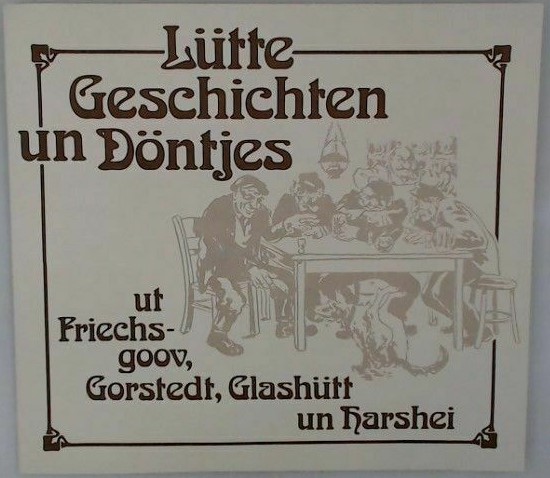 Lütte
Geschichten
un Döntjes
ut
Friechs-
goov,
Gorstedt, Glashütt
un Harshei